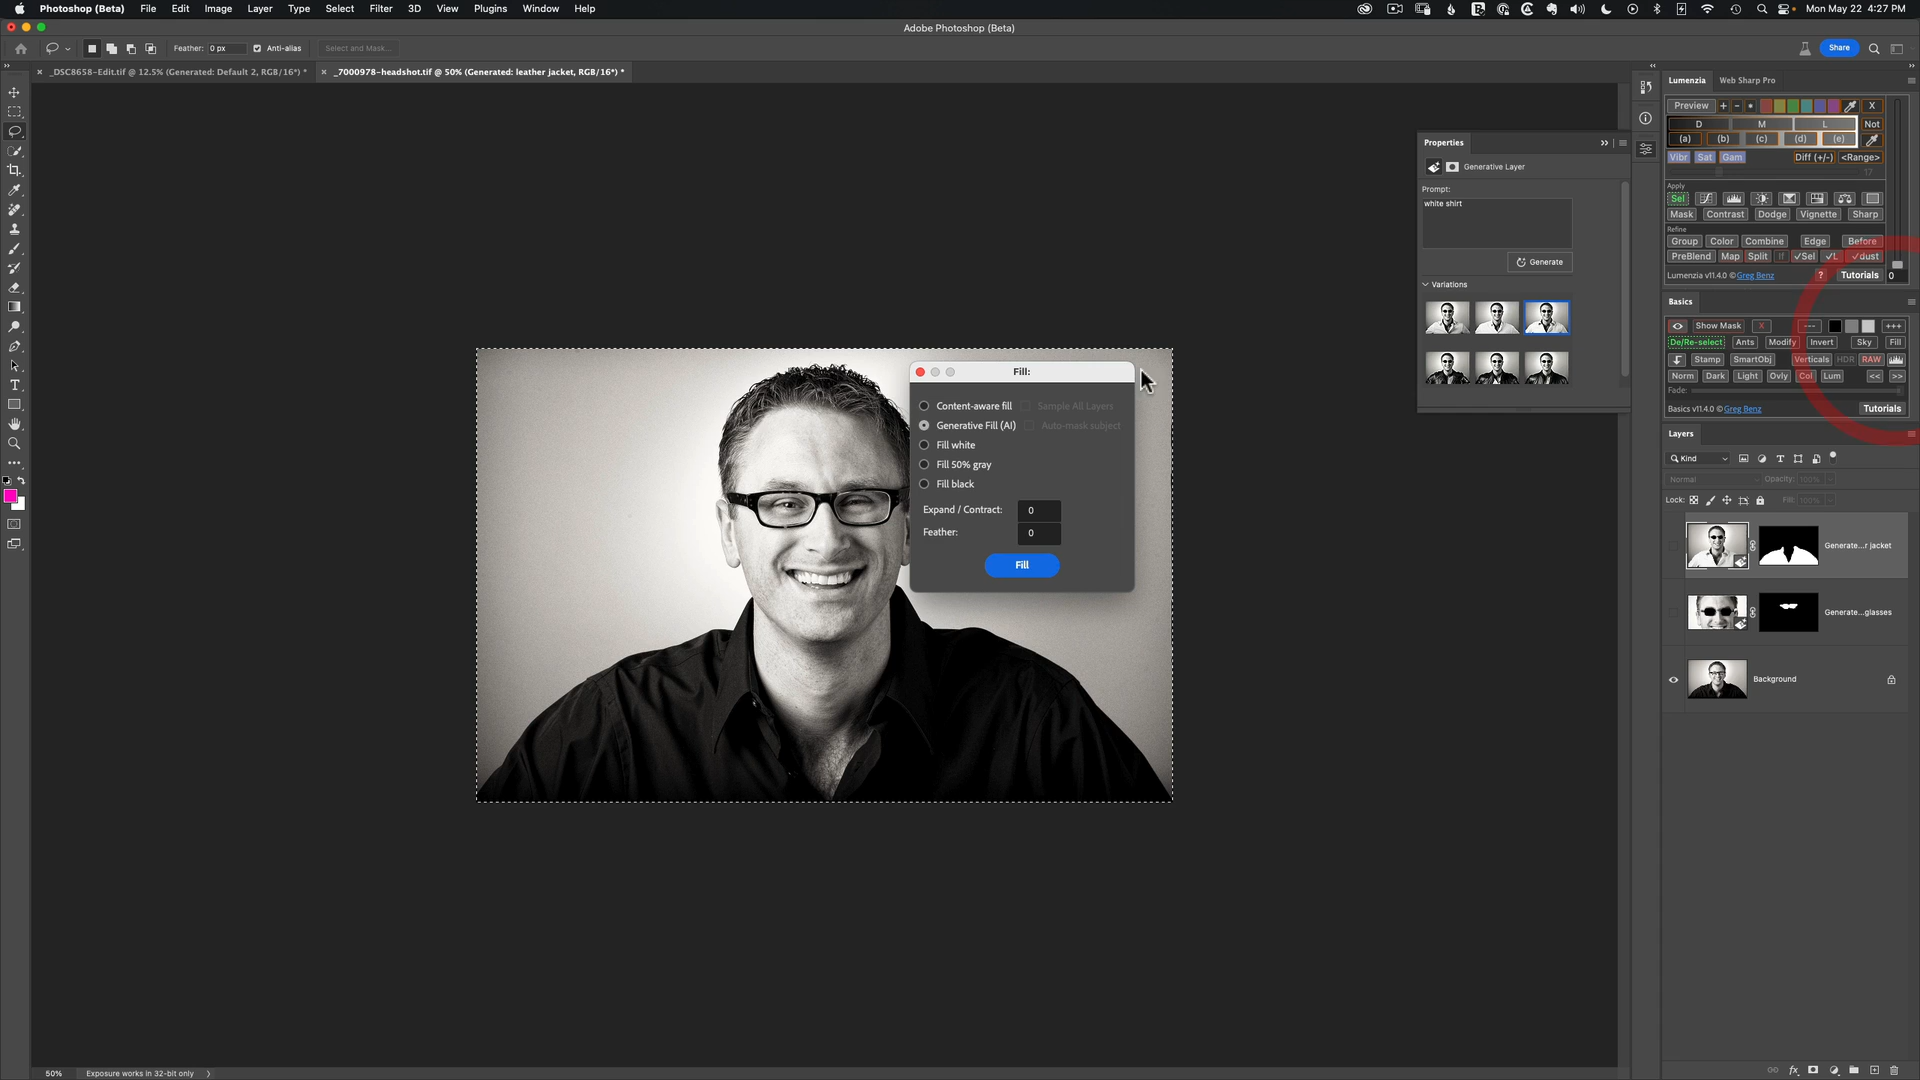 Photoshop (Beta) File Edit Image Layer Type Select Filter 3D View Plugins Window Help
Mon May 22 4:27 PM
Adobe Photoshop (Beta)
Feather: 0 px Anti-alias Select and Mask... Share
_DSC8658-Edit.tif @ 12.5% (Generated: Default 2, RGB/16*) *
_7000978-headshot.tif @ 50% (Generated: leather jacket, RGB/16*) *
Properties
Generative Layer
Prompt:
white shirt
Generate
Variations
Fill:
Content-aware fill Sample All Layers
Generative Fill (AI) Auto-mask subject
Fill white
Fill 50% gray
Fill black
Expand / Contract: 0
Feather: 0
Fill
Lumenzia Web Sharp Pro
Preview + - X
D M L Not
(a) (b) (c) (d) (e)
Vibr Sat Gam Diff (+/-) <Range>
17
Apply
Sel
Mask Contrast Dodge Vignette Sharp
Refine
Group Color Combine Edge Before
PreBlend Map Split If ✓Sel ✓L ✓dust
Lumenzia v11.4.0 © Greg Benz ? Tutorials 0
Basics
Show Mask X --- +++
De/Re-select Ants Modify Invert Sky Fill
Stamp SmartObj Verticals HDR RAW
Norm Dark Light Ovly Col Lum << >>
Fade:
Basics v11.4.0 © Greg Benz Tutorials
Layers
Kind
Normal Opacity: 100%
Lock: Fill: 100%
Generate...r jacket
Generate...glasses
Background
50% Exposure works in 32-bit only